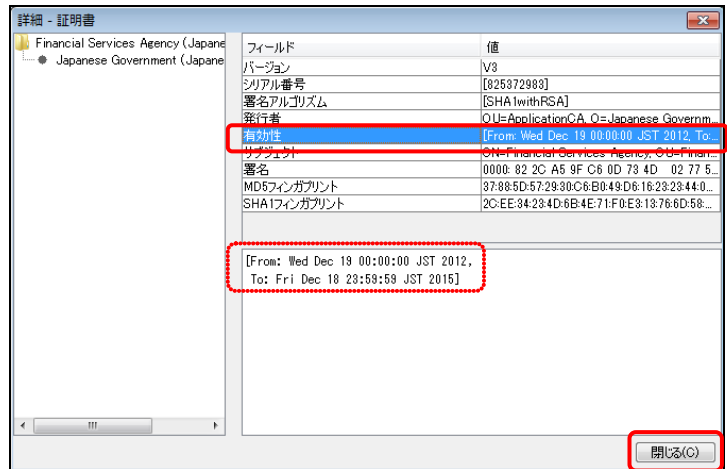 詳細 - 証明書
Financial Services Agency (Japane
Japanese Government (Japane
フィールド 値
バージョン V3
シリアル番号 [825372983]
署名アルゴリズム [SHA1withRSA]
発行者 OU=ApplicationCA, O=Japanese Governm...
有効性 [From: Wed Dec 19 00:00:00 JST 2012, To:...
サブジェクト CN=Financial Services Agency, OU=Finan...
署名 0000: 82 2C A5 9F C6 0D 73 4D 02 77 5...
MD5フィンガプリント 37:88:5D:57:29:30:C6:B0:49:D6:16:23:23:44:0...
SHA1フィンガプリント 2C:EE:34:23:4D:6B:4E:71:F0:E3:13:76:6D:58:...
[From: Wed Dec 19 00:00:00 JST 2012,
To: Fri Dec 18 23:59:59 JST 2015]
閉じる(C)